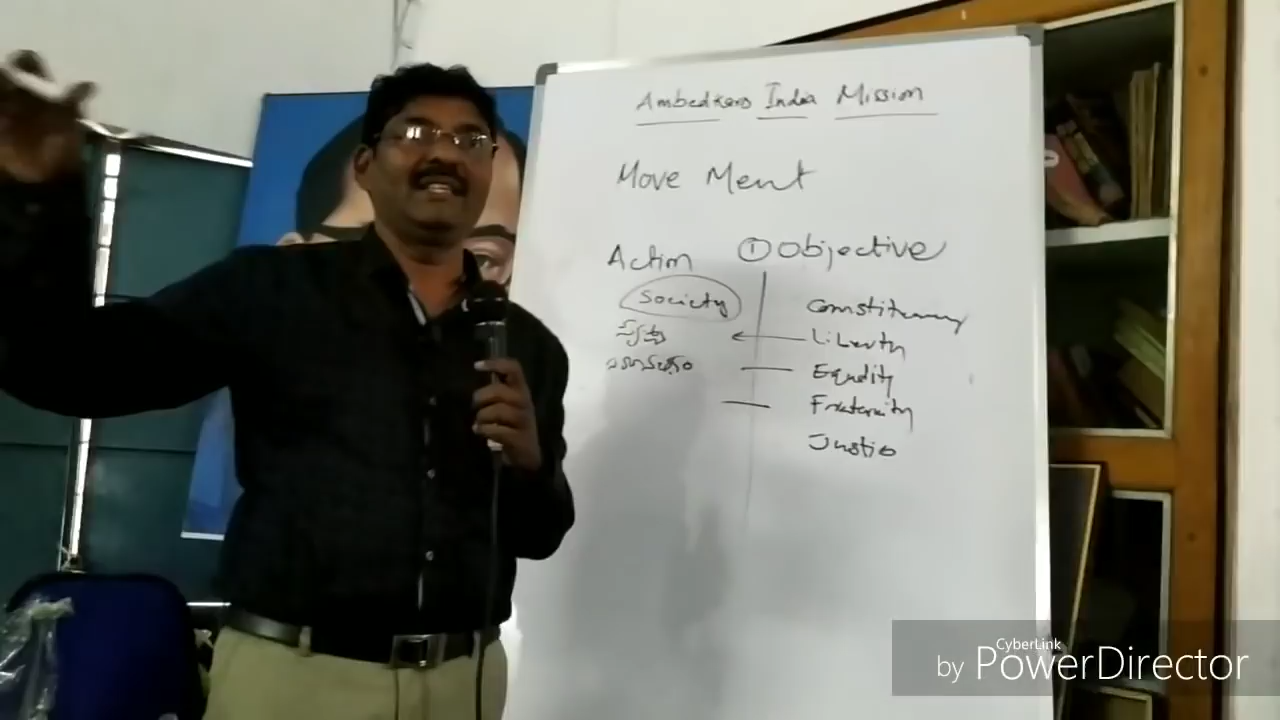 Ambedkars India Mission
Move Ment
Action ① Objective
Society
Constituency
Liberty
Equality
Fraternity
Justice
CyberLink
by PowerDirector